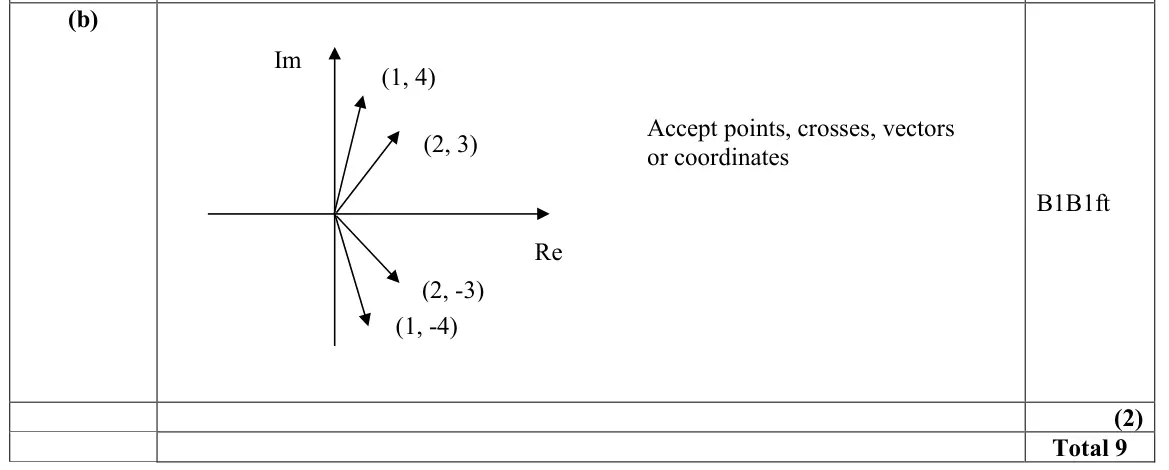 (b)
Im
(1, 4)
(2, 3)
Accept points, crosses, vectors
or coordinates
B1B1ft
Re
(2, -3)
(1, -4)
(2)
Total 9